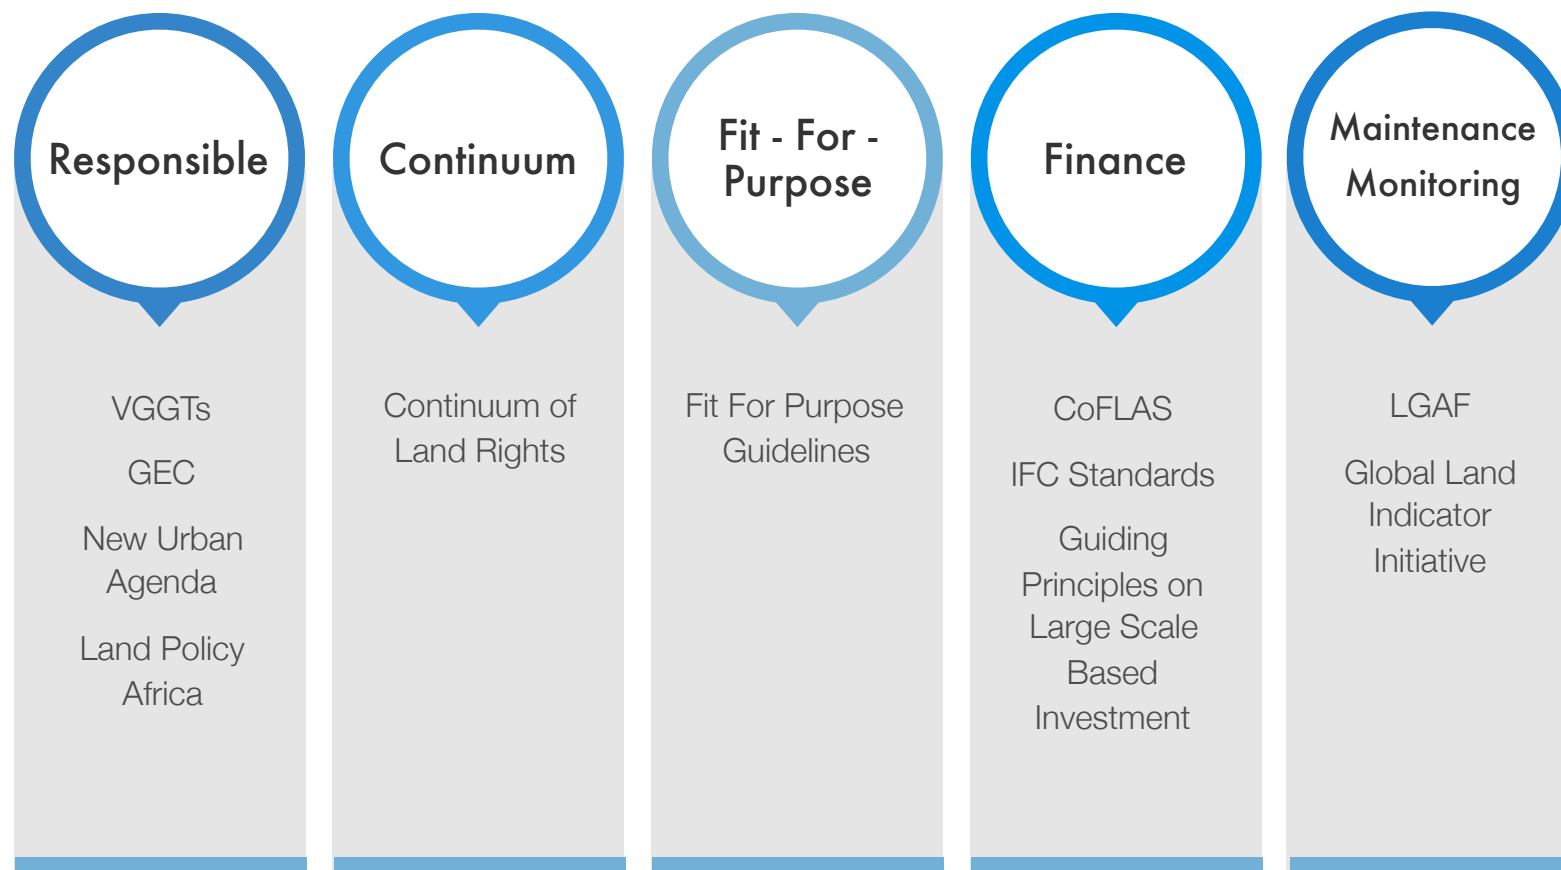 Responsible
VGGTs
GEC
New Urban
Agenda
Land Policy
Africa
Continuum
Continuum of
Land Rights
Fit - For -
Purpose
Fit For Purpose
Guidelines
Finance
CoFLAS
IFC Standards
Guiding
Principles on
Large Scale
Based
Investment
Maintenance
Monitoring
LGAF
Global Land
Indicator
Initiative